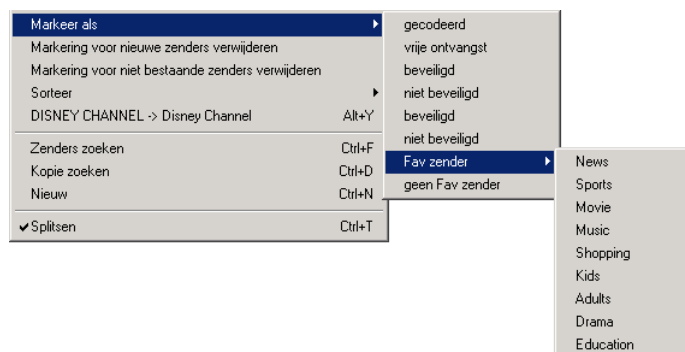 Markeer als
Markering voor nieuwe zenders verwijderen
Markering voor niet bestaande zenders verwijderen
Sorteer
DISNEY CHANNEL -> Disney Channel Alt+Y
Zenders zoeken Ctrl+F
Kopie zoeken Ctrl+D
Nieuw Ctrl+N
Splitsen Ctrl+T
gecodeerd
vrije ontvangst
beveiligd
niet beveiligd
beveiligd
niet beveiligd
Fav zender
geen Fav zender
News
Sports
Movie
Music
Shopping
Kids
Adults
Drama
Education